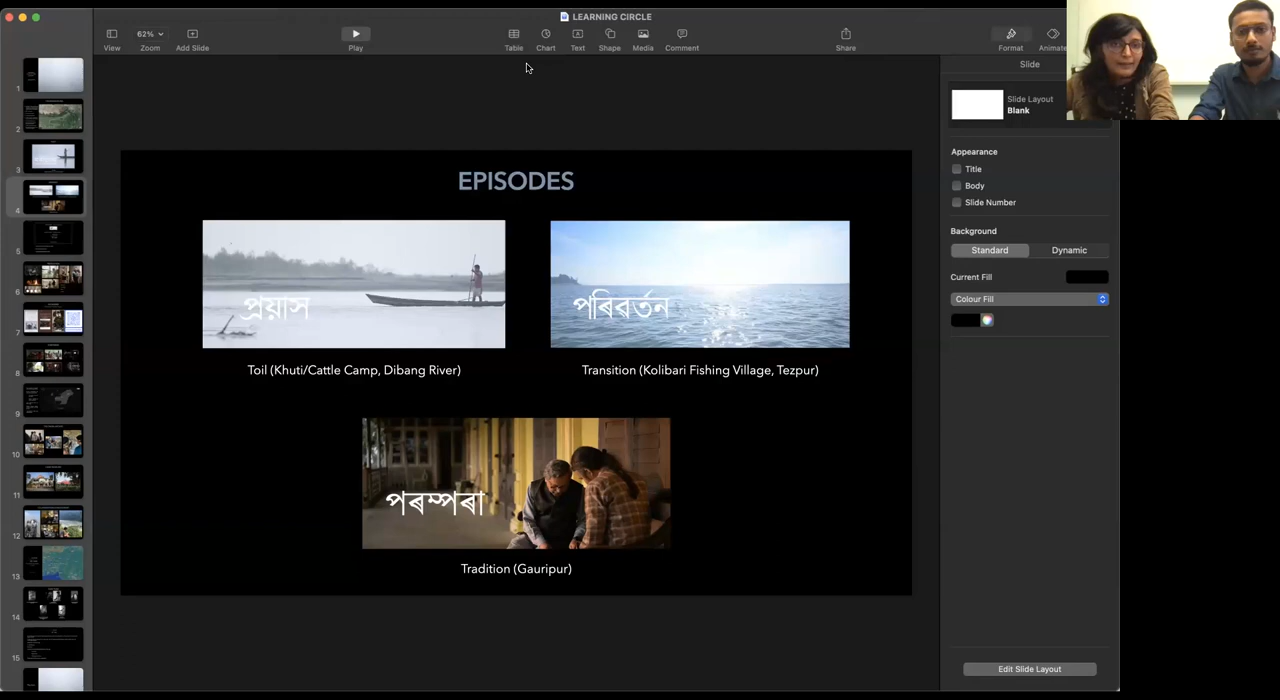 LEARNING CIRCLE
View
62%
Zoom
Add Slide
Play
Table
Chart
Text
Shape
Media
Comment
Share
Format
Animate
Slide
Slide Layout
Blank
Appearance
Title
Body
Slide Number
Background
Standard
Dynamic
Current Fill
Colour Fill
Edit Slide Layout
1
2
3
4
5
6
7
8
9
10
11
12
13
14
15
EPISODES
প্ৰয়াস
পৰিৱৰ্তন
Toil (Khuti/Cattle Camp, Dibang River)
Transition (Kolibari Fishing Village, Tezpur)
পৰম্পৰা
Tradition (Gauripur)